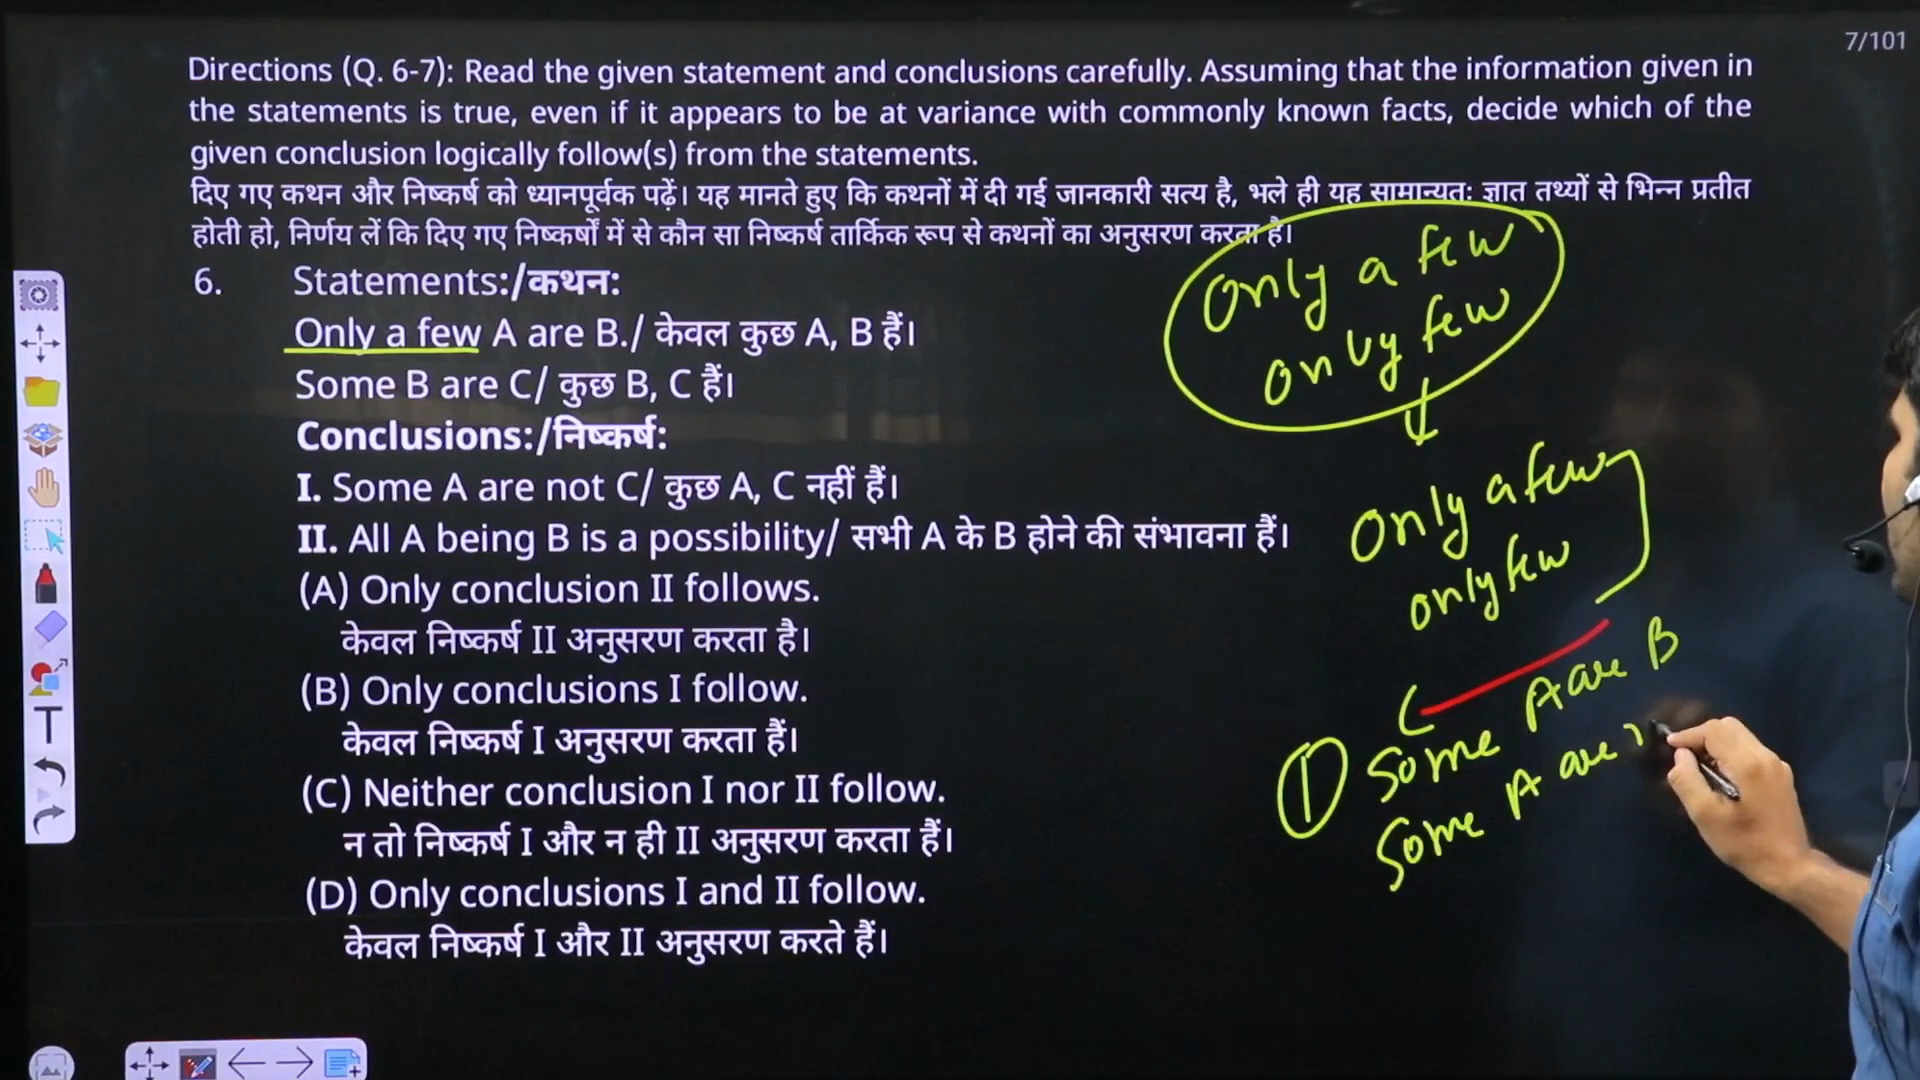 7/101
Directions (Q. 6-7): Read the given statement and conclusions carefully. Assuming that the information given in
the statements is true, even if it appears to be at variance with commonly known facts, decide which of the
given conclusion logically follow(s) from the statements.
दिए गए कथन और निष्कर्ष को ध्यानपूर्वक पढ़ें। यह मानते हुए कि कथनों में दी गई जानकारी सत्य है, भले ही यह सामान्यतः ज्ञात तथ्यों से भिन्न प्रतीत
होती हो, निर्णय लें कि दिए गए निष्कर्षों में से कौन सा निष्कर्ष तार्किक रूप से कथनों का अनुसरण करता है।
6. Statements:/कथन:
Only a few A are B./ केवल कुछ A, B हैं।
Some B are C/ कुछ B, C हैं।
Conclusions:/निष्कर्ष:
I. Some A are not C/ कुछ A, C नहीं हैं।
II. All A being B is a possibility/ सभी A के B होने की संभावना हैं।
(A) Only conclusion II follows.
केवल निष्कर्ष II अनुसरण करता है।
(B) Only conclusions I follow.
केवल निष्कर्ष I अनुसरण करता हैं।
(C) Neither conclusion I nor II follow.
न तो निष्कर्ष I और न ही II अनुसरण करता हैं।
(D) Only conclusions I and II follow.
केवल निष्कर्ष I और II अनुसरण करते हैं।
Only a few
only few
Only a few
only few
① Some A are B
Some A are